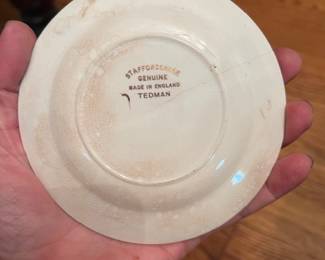 STAFFORDSHIRE
GENUINE
MADE IN ENGLAND
TEDMAN